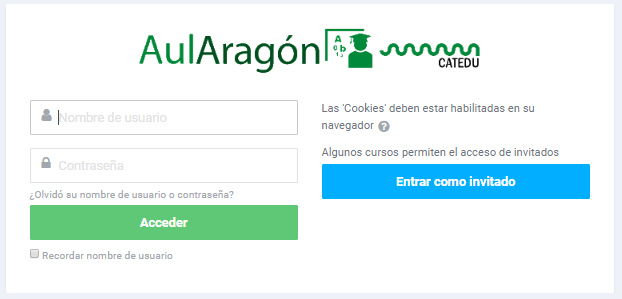 AulAragón
CATEDU
Nombre de usuario
Contraseña
¿Olvidó su nombre de usuario o contraseña?
Acceder
Recordar nombre de usuario
Las 'Cookies' deben estar habilitadas en su
navegador ?
Algunos cursos permiten el acceso de invitados
Entrar como invitado